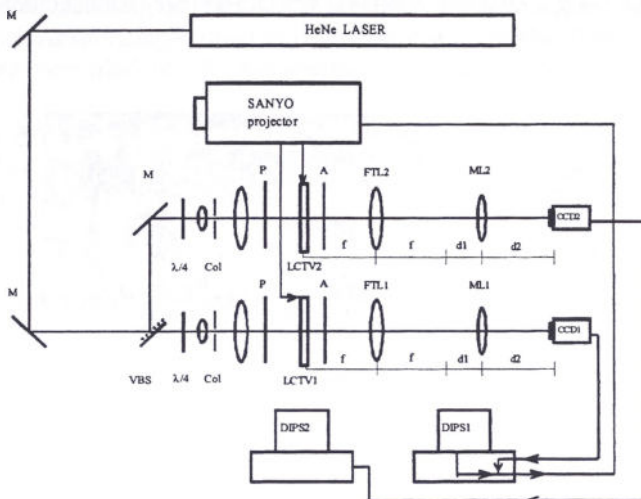 M
HeNe LASER
SANYO
projector
M P A FTL2 ML2
CCD2
λ/4 Col LCTV2 f f d1 d2
M P A FTL1 ML1
CCD1
VBS λ/4 Col LCTV1 f f d1 d2
DIPS2 DIPS1